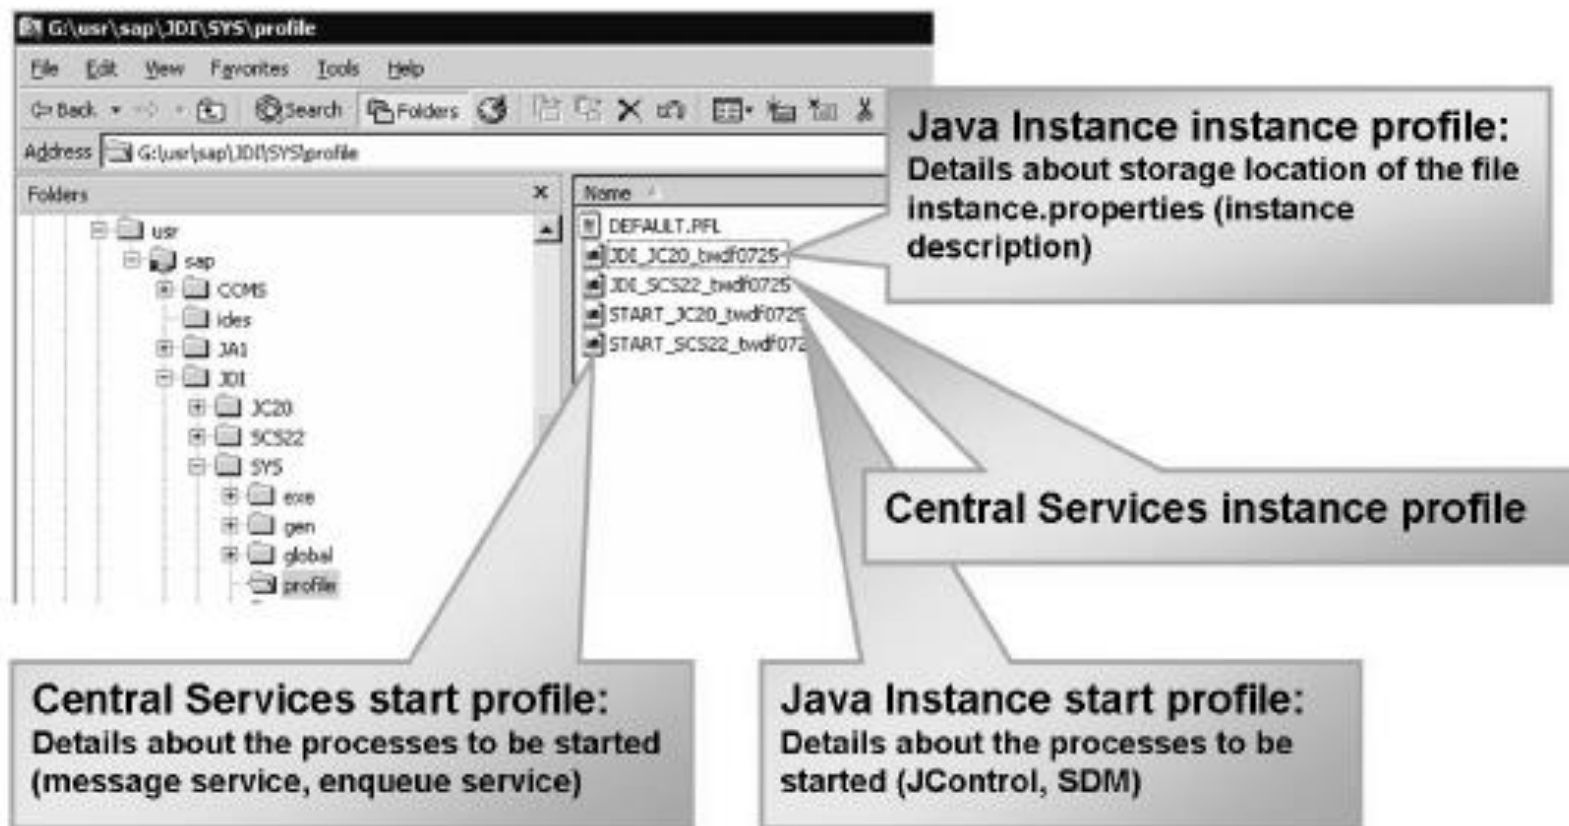 G:\usr\sap\JDI\SYS\profile
File Edit View Favorites Tools Help
Back Search Folders
Address G:\usr\sap\JDI\SYS\profile
Folders x Name
usr
sap
CCMS
ides
JA1
JDI
JC20
SCS22
SYS
exe
gen
global
profile
DEFAULT.PFL
JDI_JC20_twdf0725
JDI_SCS22_twdf0725
START_JC20_twdf0725
START_SCS22_twdf072
Java Instance instance profile:
Details about storage location of the file
instance.properties (instance
description)
Central Services instance profile
Central Services start profile:
Details about the processes to be started
(message service, enqueue service)
Java Instance start profile:
Details about the processes to be
started (JControl, SDM)